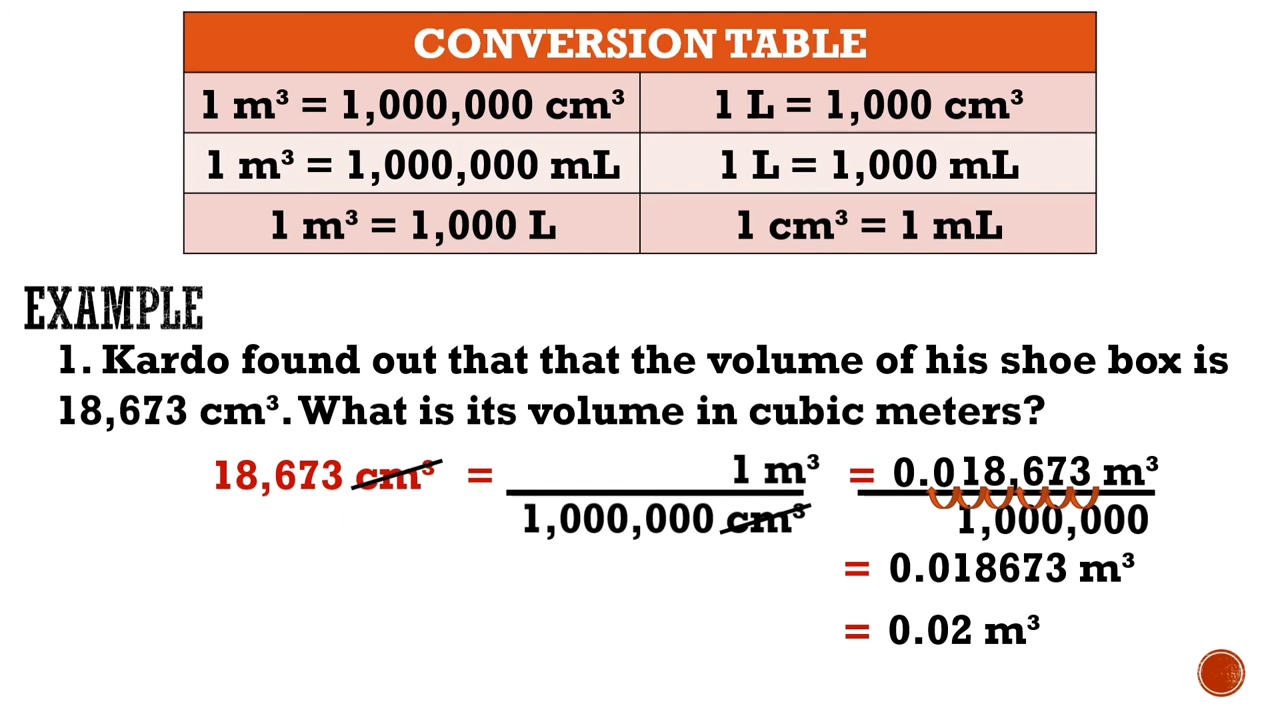 CONVERSION TABLE
1 m³ = 1,000,000 cm³ 1 L = 1,000 cm³
1 m³ = 1,000,000 mL 1 L = 1,000 mL
1 m³ = 1,000 L 1 cm³ = 1 mL
EXAMPLE
1. Kardo found out that that the volume of his shoe box is
18,673 cm³. What is its volume in cubic meters?
18,673 cm³ = 1 m³ = 0.018,673 m³
1,000,000 cm³ 1,000,000
= 0.018673 m³
= 0.02 m³